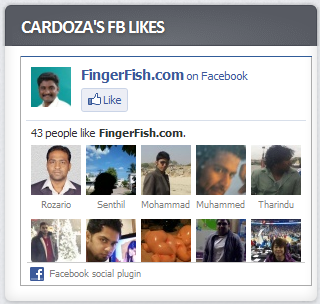 CARDOZA'S FB LIKES
FingerFish.com on Facebook
Like
43 people like FingerFish.com.
Rozario Senthil Mohammad Muhammed Tharindu
Facebook social plugin